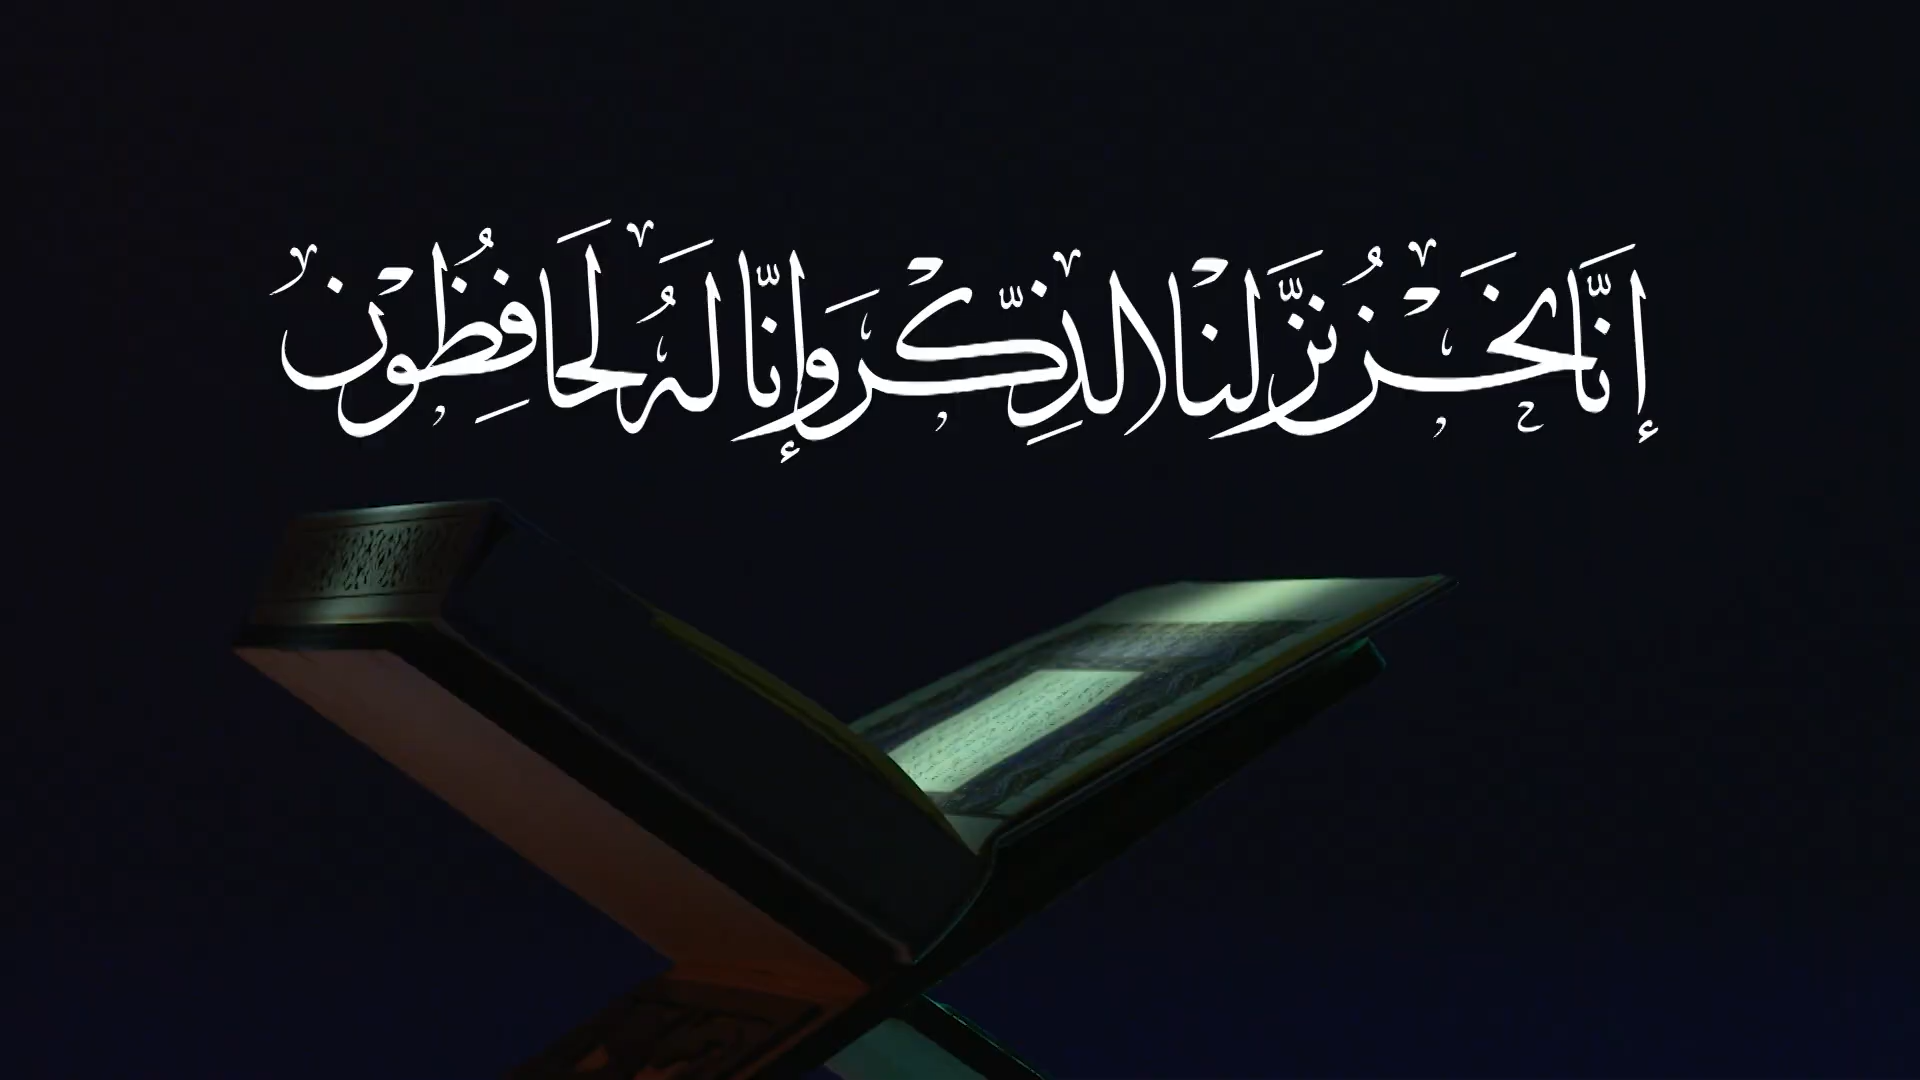 إِنَّا نَحْنُ نَزَّلْنَا الذِّكْرَ وَإِنَّا لَهُ لَحَافِظُونَ